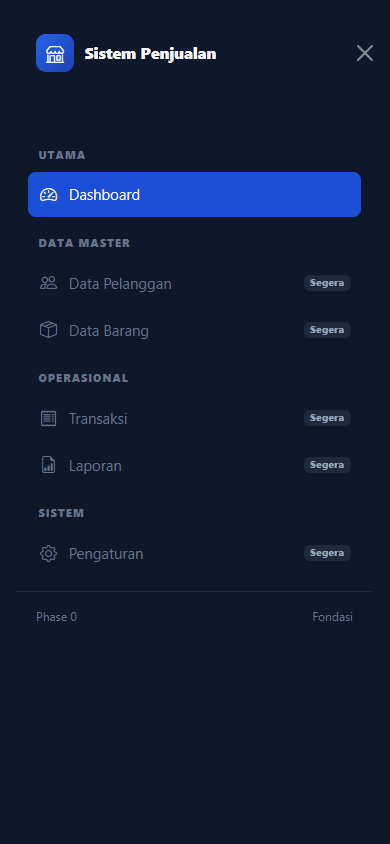 Sistem Penjualan
UTAMA
Dashboard
DATA MASTER
Data Pelanggan Segera
Data Barang Segera
OPERASIONAL
Transaksi Segera
Laporan Segera
SISTEM
Pengaturan Segera
Phase 0 Fondasi